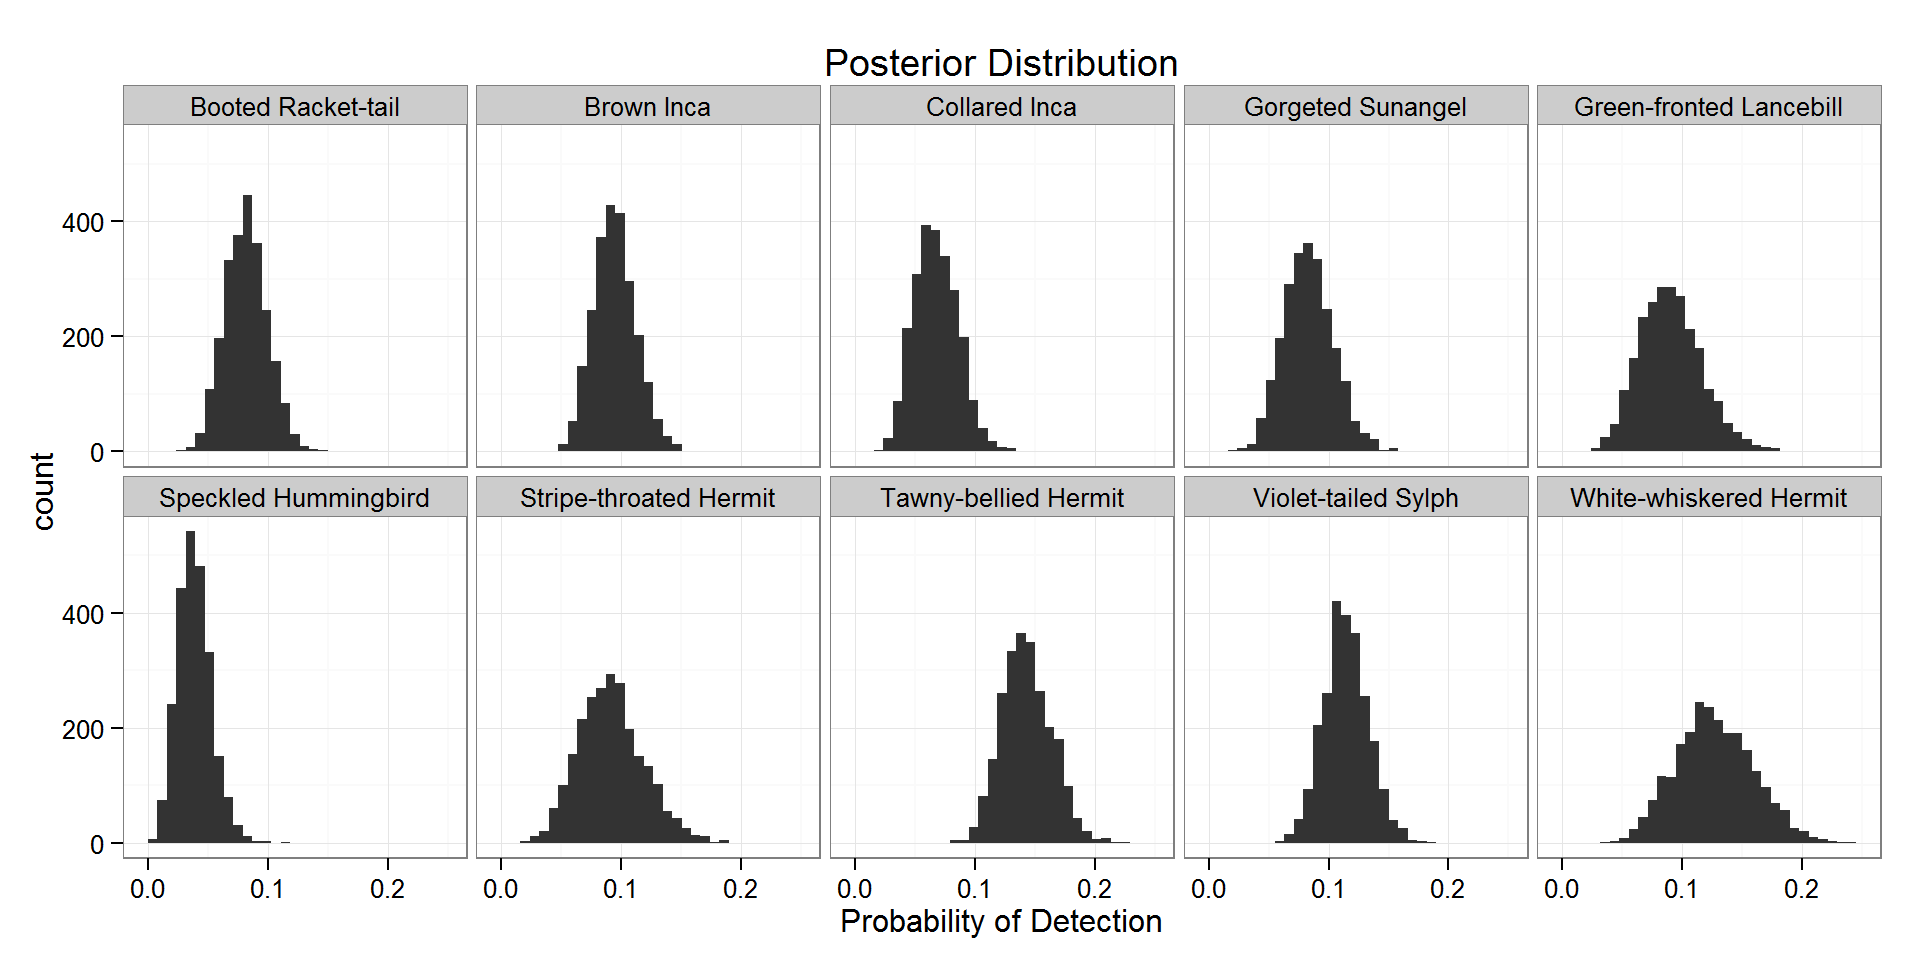 Posterior Distribution
Booted Racket-tail
Brown Inca
Collared Inca
Gorgeted Sunangel
Green-fronted Lancebill
400
200
0
count
Speckled Hummingbird
Stripe-throated Hermit
Tawny-bellied Hermit
Violet-tailed Sylph
White-whiskered Hermit
400
200
0
0.0 0.1 0.2
0.0 0.1 0.2
0.0 0.1 0.2
0.0 0.1 0.2
0.0 0.1 0.2
Probability of Detection